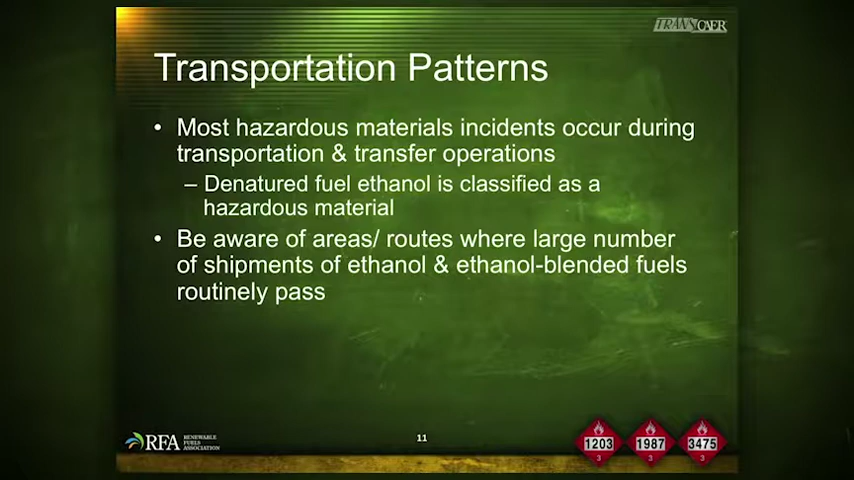 TRANSCAER
Transportation Patterns
• Most hazardous materials incidents occur during
transportation & transfer operations
– Denatured fuel ethanol is classified as a
hazardous material
• Be aware of areas/ routes where large number
of shipments of ethanol & ethanol-blended fuels
routinely pass
RFA RENEWABLE
FUELS
ASSOCIATION
11
1203 1987 3475
3 3 3